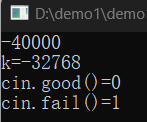 D:\demo1\demo
-40000
k=-32768
cin.good()=0
cin.fail()=1